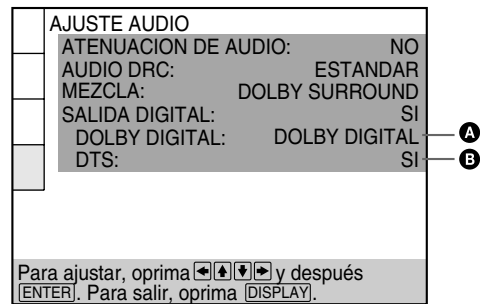 AJUSTE AUDIO
ATENUACION DE AUDIO: NO
AUDIO DRC: ESTANDAR
MEZCLA: DOLBY SURROUND
SALIDA DIGITAL: SI
DOLBY DIGITAL: DOLBY DIGITAL A
DTS: SI B
Para ajustar, oprima ←↑↓→ y después
ENTER. Para salir, oprima DISPLAY.